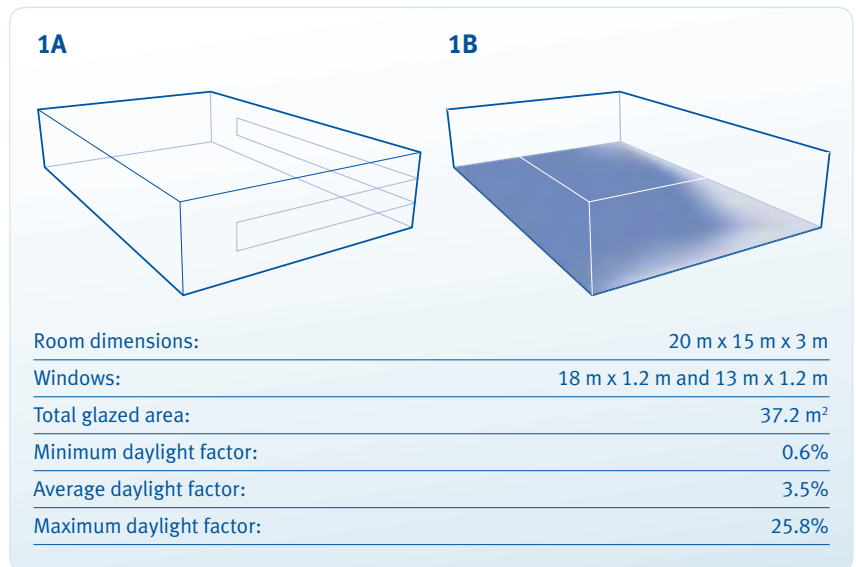 1A 1B
Room dimensions: 20 m x 15 m x 3 m
Windows: 18 m x 1.2 m and 13 m x 1.2 m
Total glazed area: 37.2 m²
Minimum daylight factor: 0.6%
Average daylight factor: 3.5%
Maximum daylight factor: 25.8%